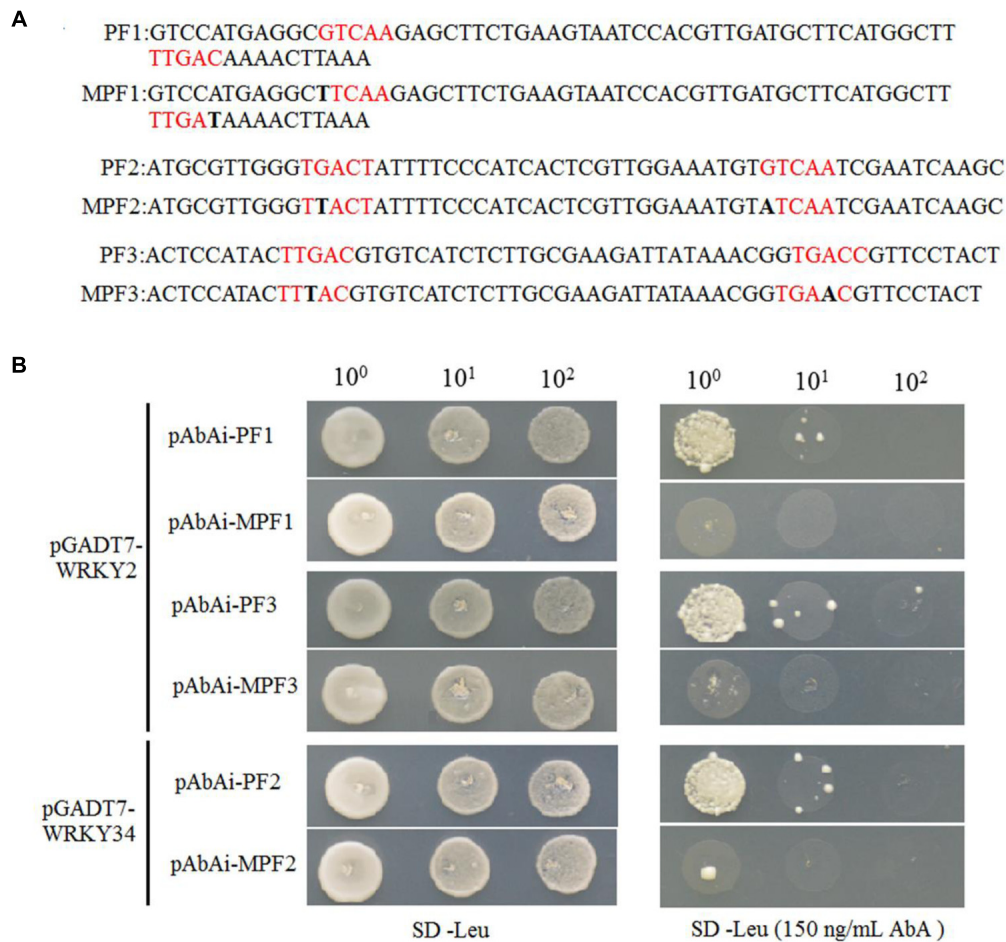 A
PF1:GTCCATGAGGCGTCAAGAGCTTCTGAAGTAATCCACGTTGATGCTTCATGGCTT
TTGACAAAACTTAAA
MPF1:GTCCATGAGGCTTCAAGAGCTTCTGAAGTAATCCACGTTGATGCTTCATGGCTT
TTGATAAAACTTAAA
PF2:ATGCGTTGGGTGACTATTTTCCCATCACTCGTTGGAAATGTGTCAATCGAATCAAGC
MPF2:ATGCGTTGGGTTACTATTTTCCCATCACTCGTTGGAAATGTATCAATCGAATCAAGC
PF3:ACTCCATACTTGACGTGTCATCTCTTGCGAAGATTATAAACGGTGACCGTTCCTACT
MPF3:ACTCCATACTTTACGTGTCATCTCTTGCGAAGATTATAAACGGTGAACGTTCCTACT
B
10⁰ 10¹ 10² 10⁰ 10¹ 10²
pAbAi-PF1
pAbAi-MPF1
pGADT7-
WRKY2
pAbAi-PF3
pAbAi-MPF3
pAbAi-PF2
pGADT7-
WRKY34
pAbAi-MPF2
SD -Leu SD -Leu (150 ng/mL AbA )